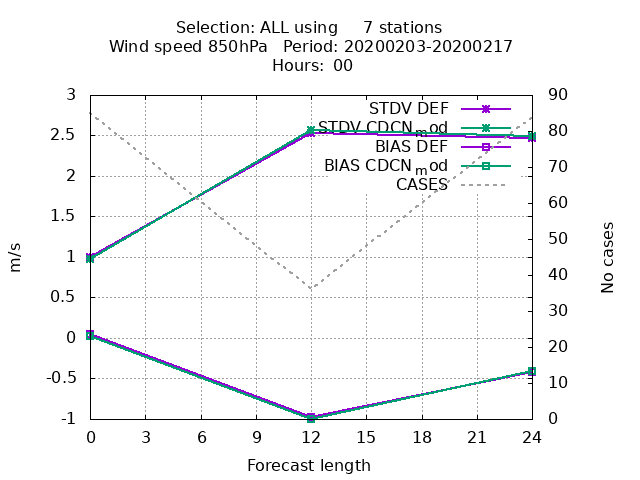 Selection: ALL using     7 stations
Wind speed 850hPa   Period: 20200203-20200217
Hours:  00
STDV DEF
STDV CDCNmod
BIAS DEF
BIAS CDCNmod
CASES
3
2.5
2
1.5
1
0.5
0
-0.5
-1
90
80
70
60
50
40
30
20
10
0
m/s
No cases
0 3 6 9 12 15 18 21 24
Forecast length